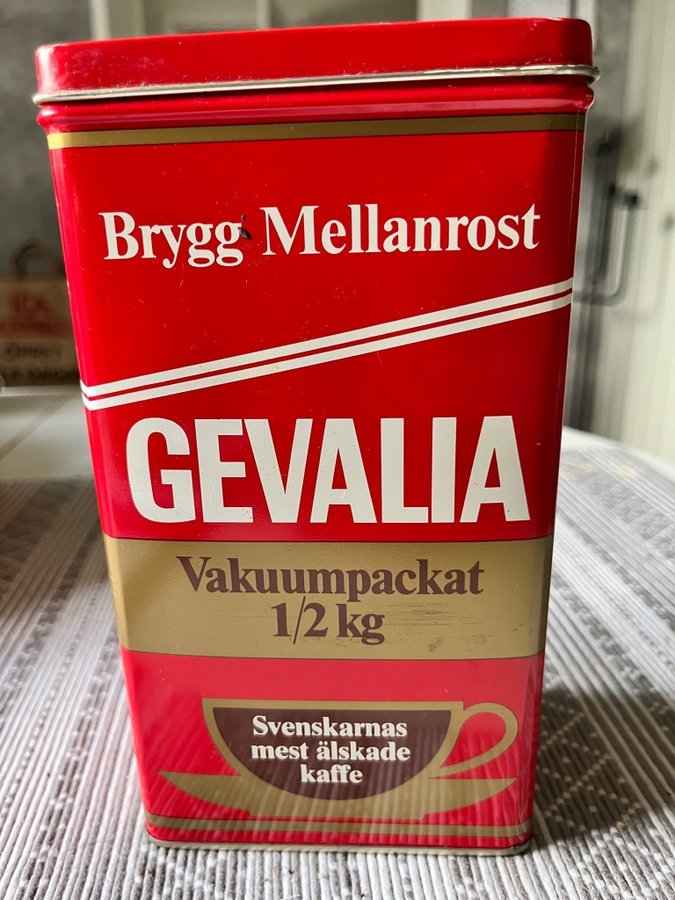 Brygg Mellanrost
GEVALIA
Vakuumpackat
1/2 kg
Svenskarnas
mest älskade
kaffe